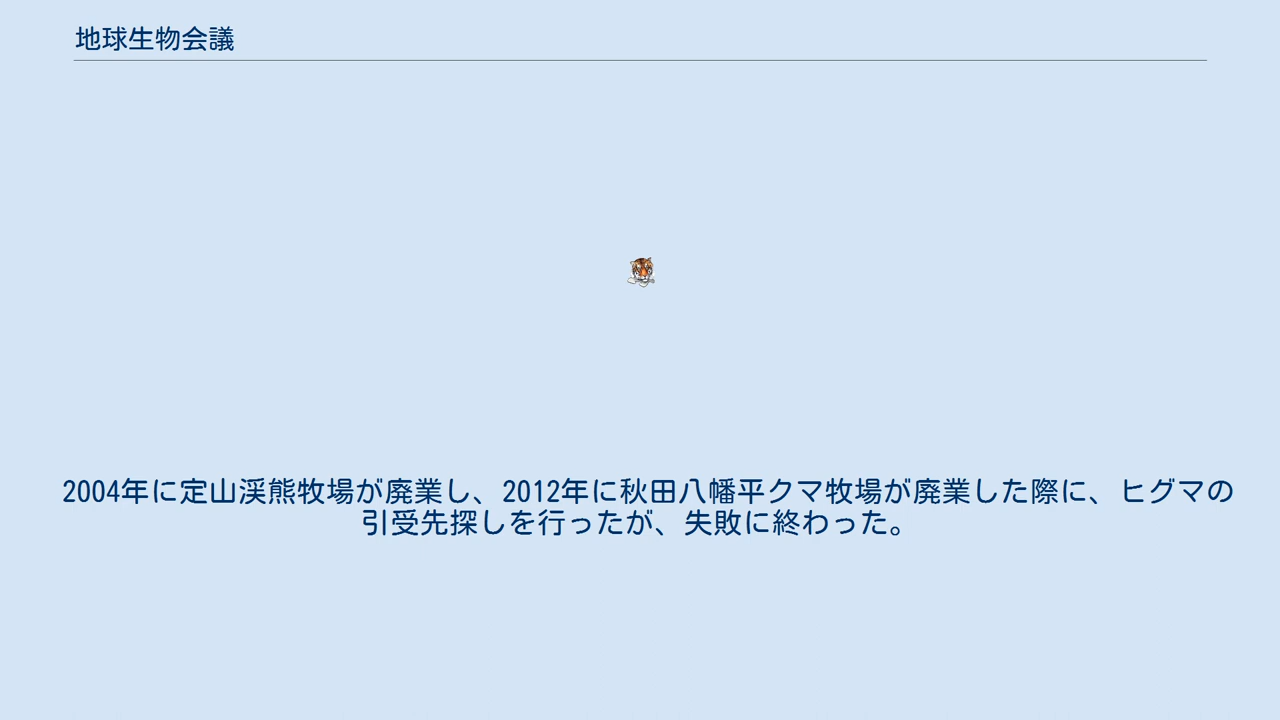 地球生物会議
2004年に定山渓熊牧場が廃業し、2012年に秋田八幡平クマ牧場が廃業した際に、ヒグマの
引受先探しを行ったが、失敗に終わった。